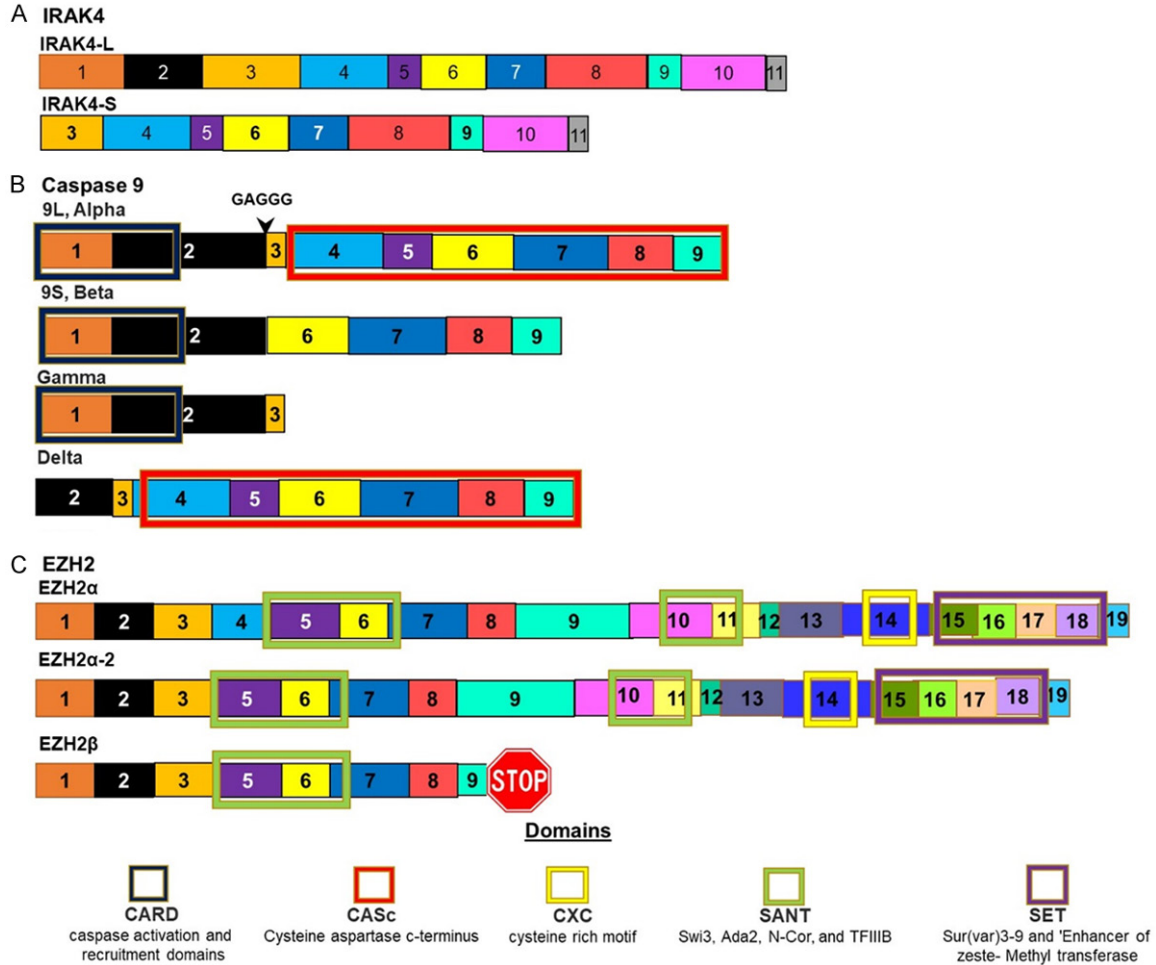 A IRAK4
IRAK4-L
1 2 3 4 5 6 7 8 9 10 11
IRAK4-S
3 4 5 6 7 8 9 10 11
B Caspase 9
GAGGG
9L, Alpha
1 2 3 4 5 6 7 8 9
9S, Beta
1 2 6 7 8 9
Gamma
1 2 3
Delta
2 3 4 5 6 7 8 9
C EZH2
EZH2α
1 2 3 4 5 6 7 8 9 10 11 12 13 14 15 16 17 18 19
EZH2α-2
1 2 3 5 6 7 8 9 10 11 12 13 14 15 16 17 18 19
EZH2β
1 2 3 5 6 7 8 9 STOP
Domains
CARD CASc CXC SANT SET
caspase activation and Cysteine aspartase c-terminus cysteine rich motif Swi3, Ada2, N-Cor, and TFIIIB Sur(var)3-9 and 'Enhancer of
recruitment domains zeste- Methyl transferase